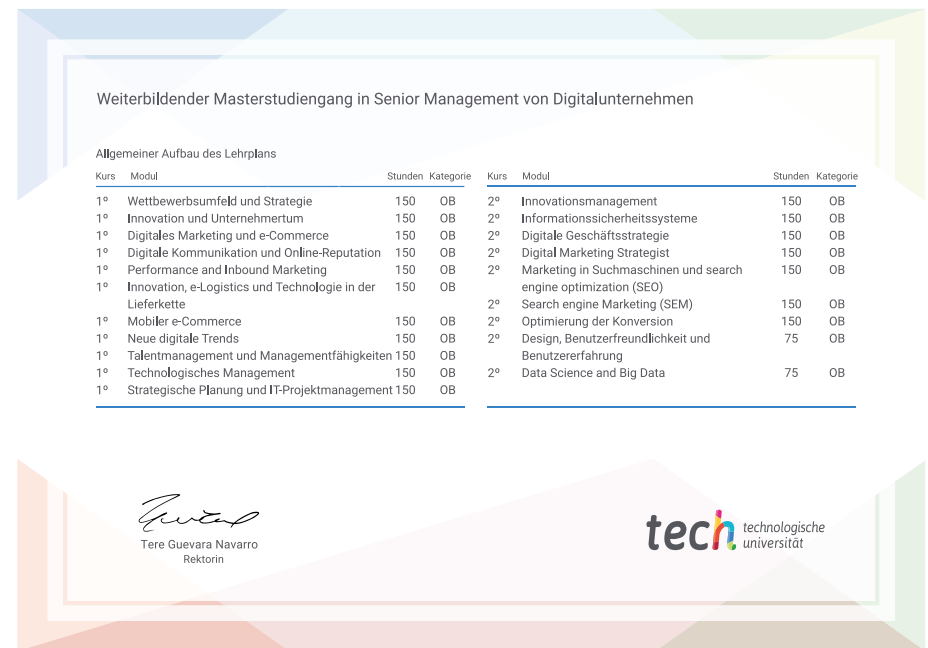 Weiterbildender Masterstudiengang in Senior Management von Digitalunternehmen
Allgemeiner Aufbau des Lehrplans
Kurs Modul Stunden Kategorie
1º Wettbewerbsumfeld und Strategie 150 OB
1º Innovation und Unternehmertum 150 OB
1º Digitales Marketing und e-Commerce 150 OB
1º Digitale Kommunikation und Online-Reputation 150 OB
1º Performance and Inbound Marketing 150 OB
1º Innovation, e-Logistics und Technologie in der 150 OB
Lieferkette
1º Mobiler e-Commerce 150 OB
1º Neue digitale Trends 150 OB
1º Talentmanagement und Managementfähigkeiten 150 OB
1º Technologisches Management 150 OB
1º Strategische Planung und IT-Projektmanagement 150 OB
Kurs Modul Stunden Kategorie
2º Innovationsmanagement 150 OB
2º Informationssicherheitssysteme 150 OB
2º Digitale Geschäftsstrategie 150 OB
2º Digital Marketing Strategist 150 OB
2º Marketing in Suchmaschinen und search 150 OB
engine optimization (SEO)
2º Search engine Marketing (SEM) 150 OB
2º Optimierung der Konversion 150 OB
2º Design, Benutzerfreundlichkeit und 75 OB
Benutzererfahrung
2º Data Science and Big Data 75 OB
Tere Guevara Navarro
Rektorin
tech technologische
universität